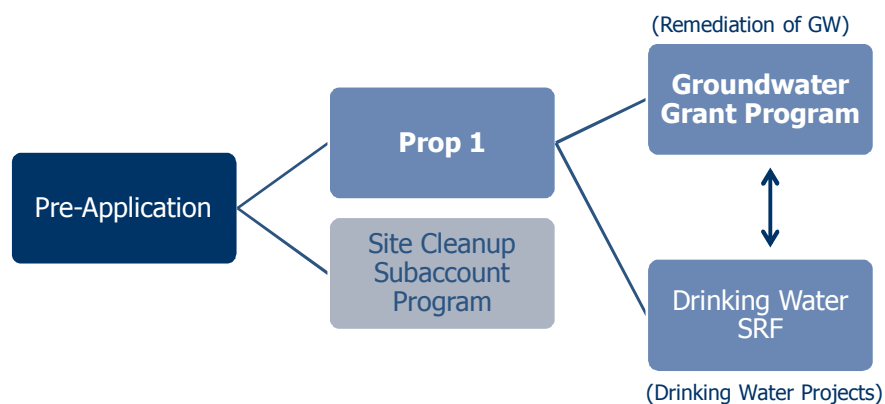 (Remediation of GW)
Groundwater
Grant Program
Prop 1
Pre-Application
Site Cleanup
Subaccount
Program
Drinking Water
SRF
(Drinking Water Projects)